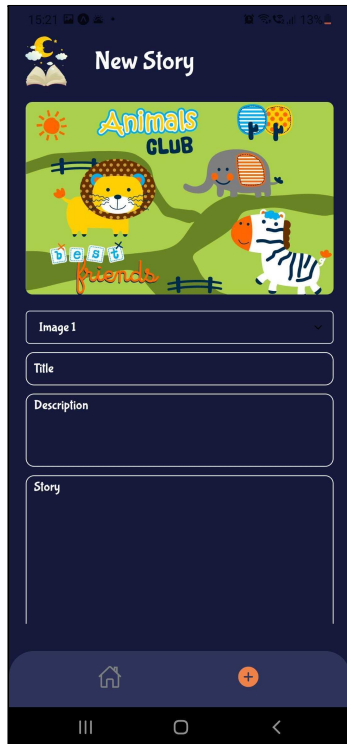 15:21
13%
New Story
Animals
CLUB
best
friends
Image 1
Title
Description
Story